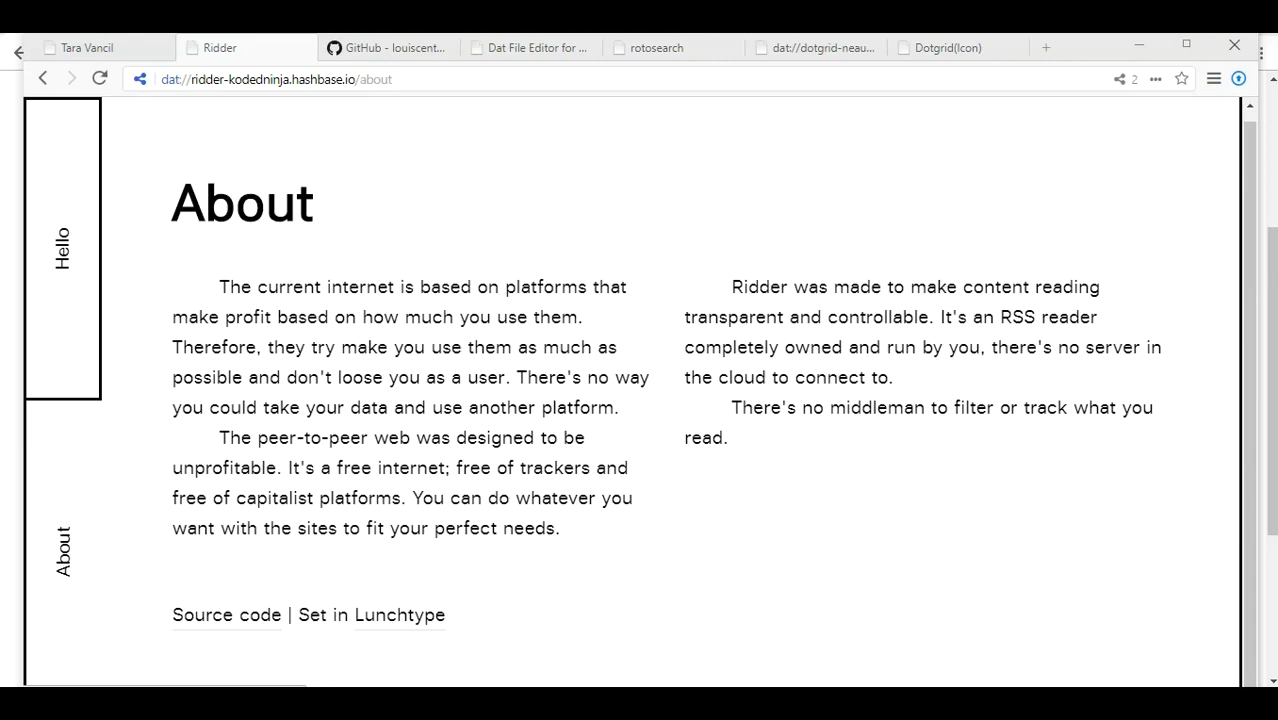 Tara Vancil
Ridder
GitHub - louiscent...
Dat File Editor for ...
rotosearch
dat://dotgrid-neau...
Dotgrid(!con)
dat://ridder-kodedninja.hashbase.io/about
2
Hello
About
About
The current internet is based on platforms that
make profit based on how much you use them.
Therefore, they try make you use them as much as
possible and don't loose you as a user. There's no way
you could take your data and use another platform.
The peer-to-peer web was designed to be
unprofitable. It's a free internet; free of trackers and
free of capitalist platforms. You can do whatever you
want with the sites to fit your perfect needs.
Ridder was made to make content reading
transparent and controllable. It's an RSS reader
completely owned and run by you, there's no server in
the cloud to connect to.
There's no middleman to filter or track what you
read.
Source code | Set in Lunchtype